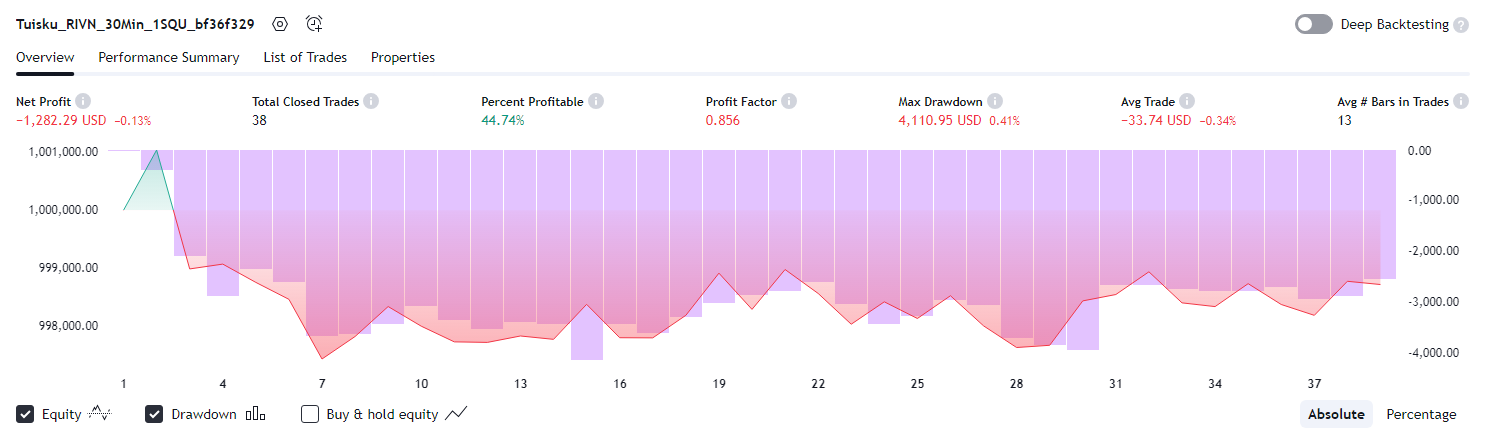 Tuisku_RIVN_30Min_1SQU_bf36f329 Deep Backtesting ?
Overview Performance Summary List of Trades Properties
Net Profit i Total Closed Trades i Percent Profitable i Profit Factor i Max Drawdown i Avg Trade i Avg # Bars in Trades i
−1,282.29 USD −0.13% 38 44.74% 0.856 4,110.95 USD 0.41% −33.74 USD −0.34% 13
1,001,000.00 0.00
1,000,000.00 -1,000.00
999,000.00 -2,000.00
998,000.00 -3,000.00
-4,000.00
1 4 7 10 13 16 19 22 25 28 31 34 37
Equity Drawdown Buy & hold equity Absolute Percentage